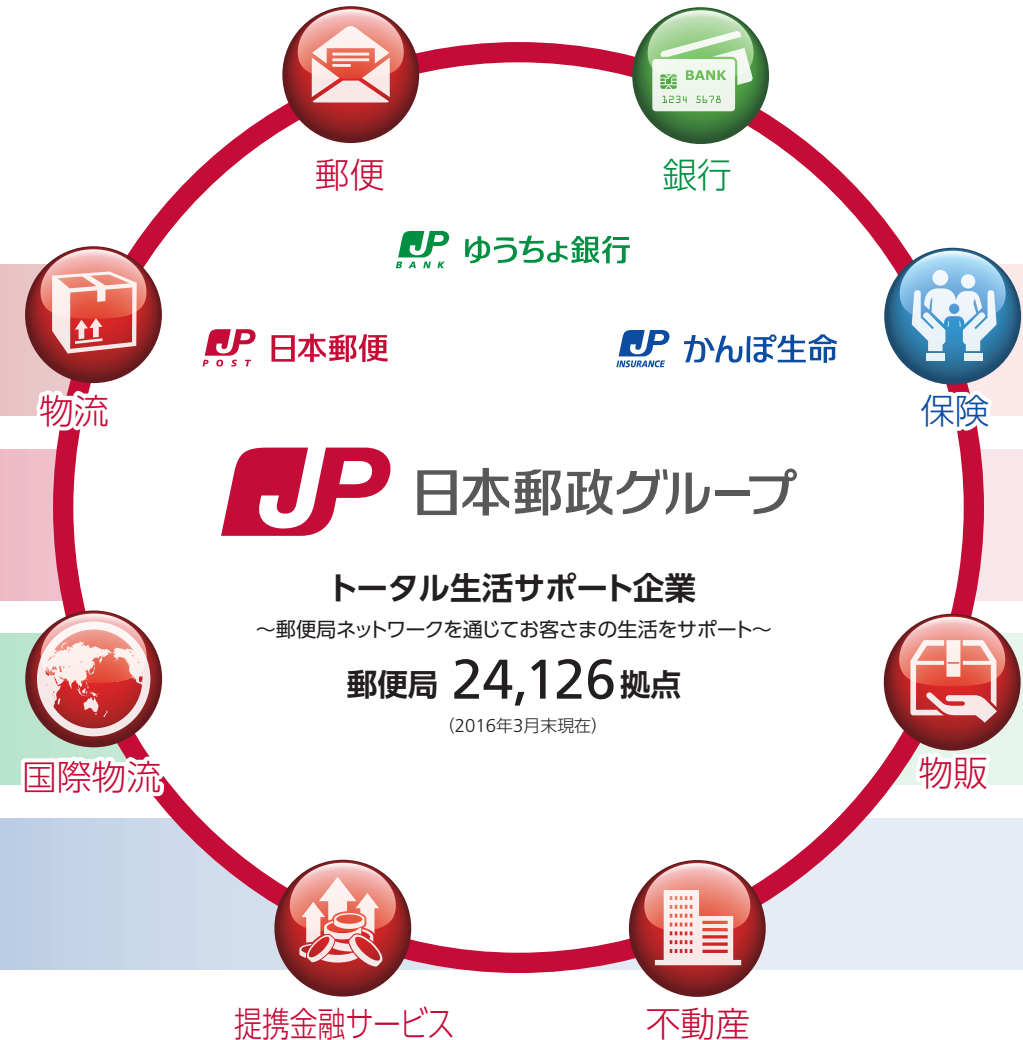 BANK
1234 5678
郵便
銀行
JP BANK ゆうちょ銀行
JP POST 日本郵便
JP INSURANCE かんぽ生命
物流
保険
JP 日本郵政グループ
トータル生活サポート企業
～郵便局ネットワークを通じてお客さまの生活をサポート～
郵便局 24,126拠点
（2016年3月末現在）
国際物流
物販
提携金融サービス
不動産